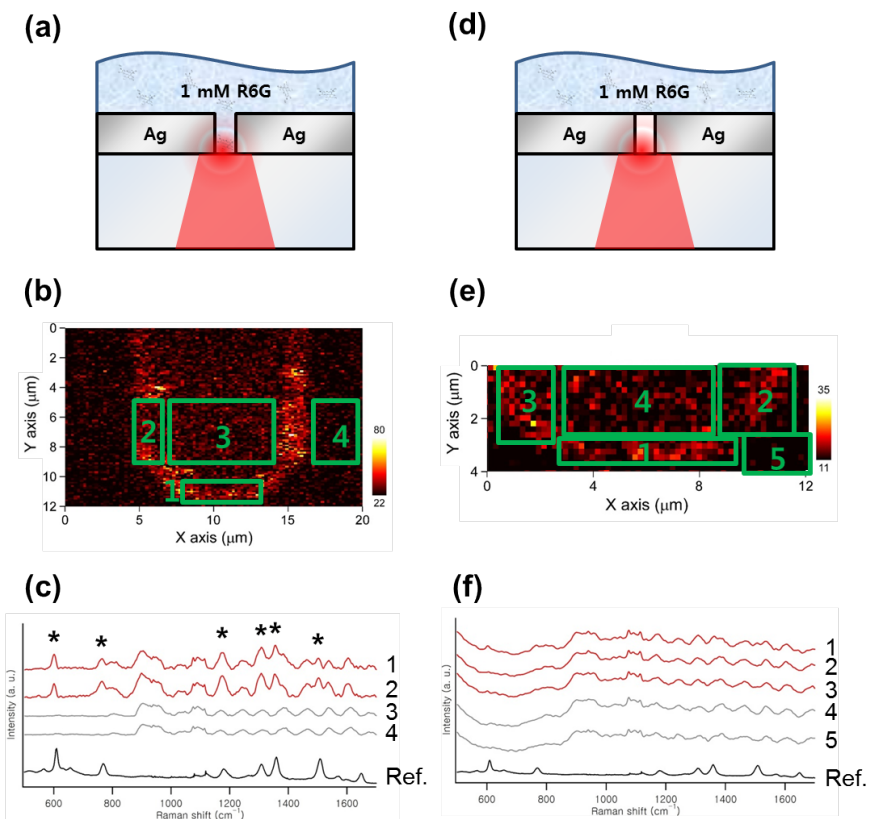 (a)
1 mM R6G
Ag Ag
(d)
1 mM R6G
Ag Ag
(b)
0
4
6
8
10
12
Y axis (μm)
2 3 4
1
80
22
0 5 10 15 20
X axis (μm)
(e)
0
2
4
Y axis (μm)
3 4 2
1 5
35
11
0 4 8 12
X axis (μm)
(c)
* * * * * *
1
2
3
4
Ref.
Intensity (a. u.)
600 800 1000 1200 1400 1600
Raman shift (cm⁻¹)
(f)
1
2
3
4
5
Ref.
Intensity (a. u.)
600 800 1000 1200 1400 1600
Raman shift (cm⁻¹)